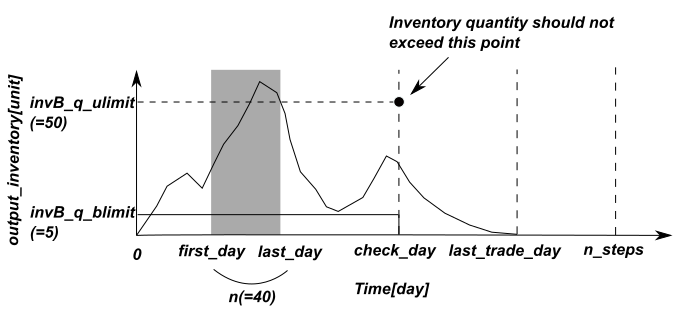 Inventory quantity should not
exceed this point
output_inventory[unit]
invB_q_ulimit
(=50)
invB_q_blimit
(=5)
0
first_day
last_day
check_day
last_trade_day
n_steps
n(=40)
Time[day]